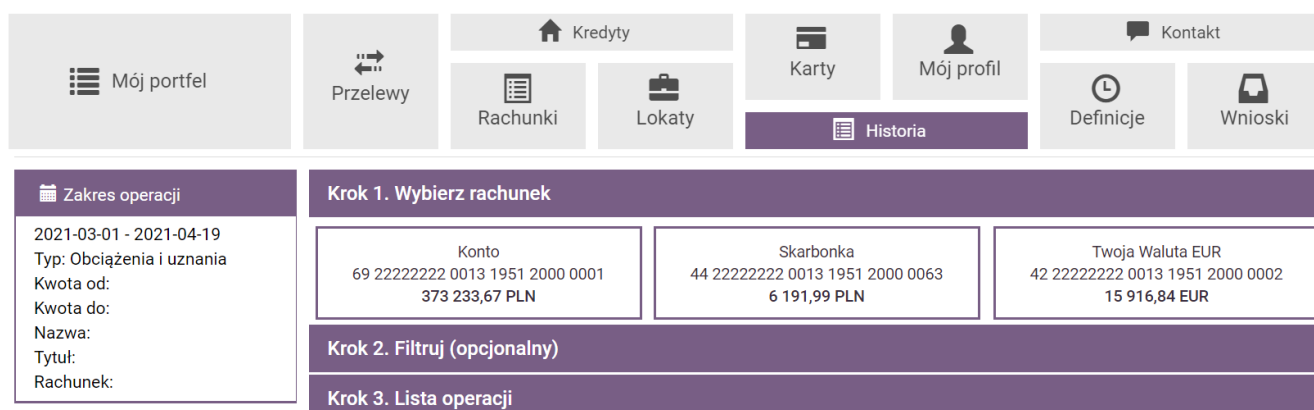 Mój portfel
Przelewy
Kredyty
Rachunki
Lokaty
Karty
Mój profil
Historia
Kontakt
Definicje
Wnioski
Zakres operacji
2021-03-01 - 2021-04-19
Typ: Obciążenia i uznania
Kwota od:
Kwota do:
Nazwa:
Tytuł:
Rachunek:
Krok 1. Wybierz rachunek
Konto
69 22222222 0013 1951 2000 0001
373 233,67 PLN
Skarbonka
44 22222222 0013 1951 2000 0063
6 191,99 PLN
Twoja Waluta EUR
42 22222222 0013 1951 2000 0002
15 916,84 EUR
Krok 2. Filtruj (opcjonalny)
Krok 3. Lista operacji